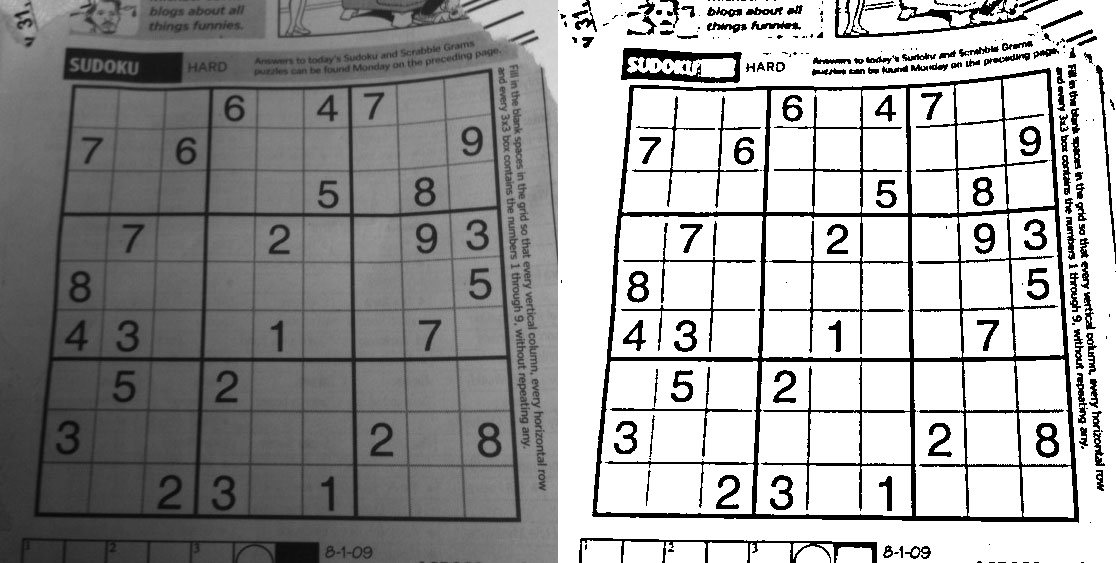 blogs about all
things funnies.
SUDOKU HARD
Answers to today's Sudoku and Scrabble Grams
puzzles can be found Monday on the preceding page.
Fill in the blank spaces in the grid so that every vertical column, every horizontal row
and every 3x3 box contains the numbers 1 through 9, without repeating any.
6 4 7
7 6 9
5 8
7 2 9 3
8 5
4 3 1 7
5 2
3 2 8
2 3 1
1 2 3
8-1-09
blogs about all
things funnies.
SUDOKU HARD
Answers to today's Sudoku and Scrabble Grams
puzzles can be found Monday on the preceding page.
Fill in the blank spaces in the grid so that every vertical column, every horizontal row
and every 3x3 box contains the numbers 1 through 9, without repeating any.
6 4 7
7 6 9
5 8
7 2 9 3
8 5
4 3 1 7
5 2
3 2 8
2 3 1
1 2 3
8-1-09